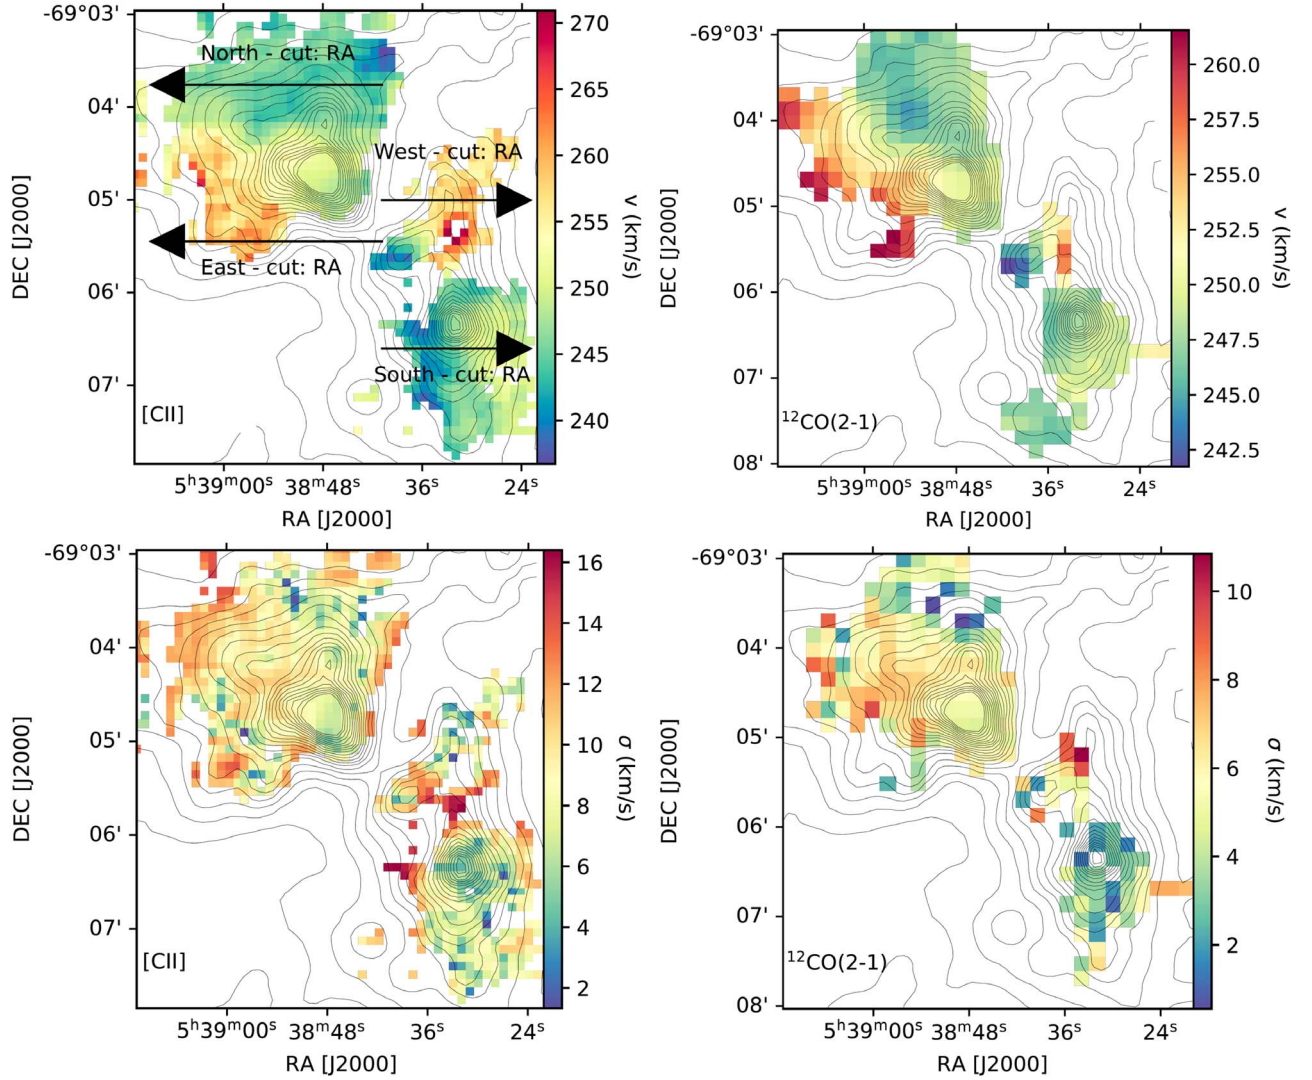 -69°03'
04'
05'
06'
07'
DEC [J2000]
North - cut: RA
West - cut: RA
East - cut: RA
South - cut: RA
[CII]
5ʰ39ᵐ00ˢ
38ᵐ48ˢ
36ˢ
24ˢ
RA [J2000]
270
265
260
255
250
245
240
v (km/s)
-69°03'
04'
05'
06'
07'
08'
DEC [J2000]
¹²CO(2-1)
5ʰ39ᵐ00ˢ
38ᵐ48ˢ
36ˢ
24ˢ
RA [J2000]
260.0
257.5
255.0
252.5
250.0
247.5
245.0
242.5
v (km/s)
-69°03'
04'
05'
06'
07'
DEC [J2000]
[CII]
5ʰ39ᵐ00ˢ
38ᵐ48ˢ
36ˢ
24ˢ
RA [J2000]
16
14
12
10
8
6
4
2
σ (km/s)
-69°03'
04'
05'
06'
07'
08'
DEC [J2000]
¹²CO(2-1)
5ʰ39ᵐ00ˢ
38ᵐ48ˢ
36ˢ
24ˢ
RA [J2000]
10
8
6
4
2
σ (km/s)